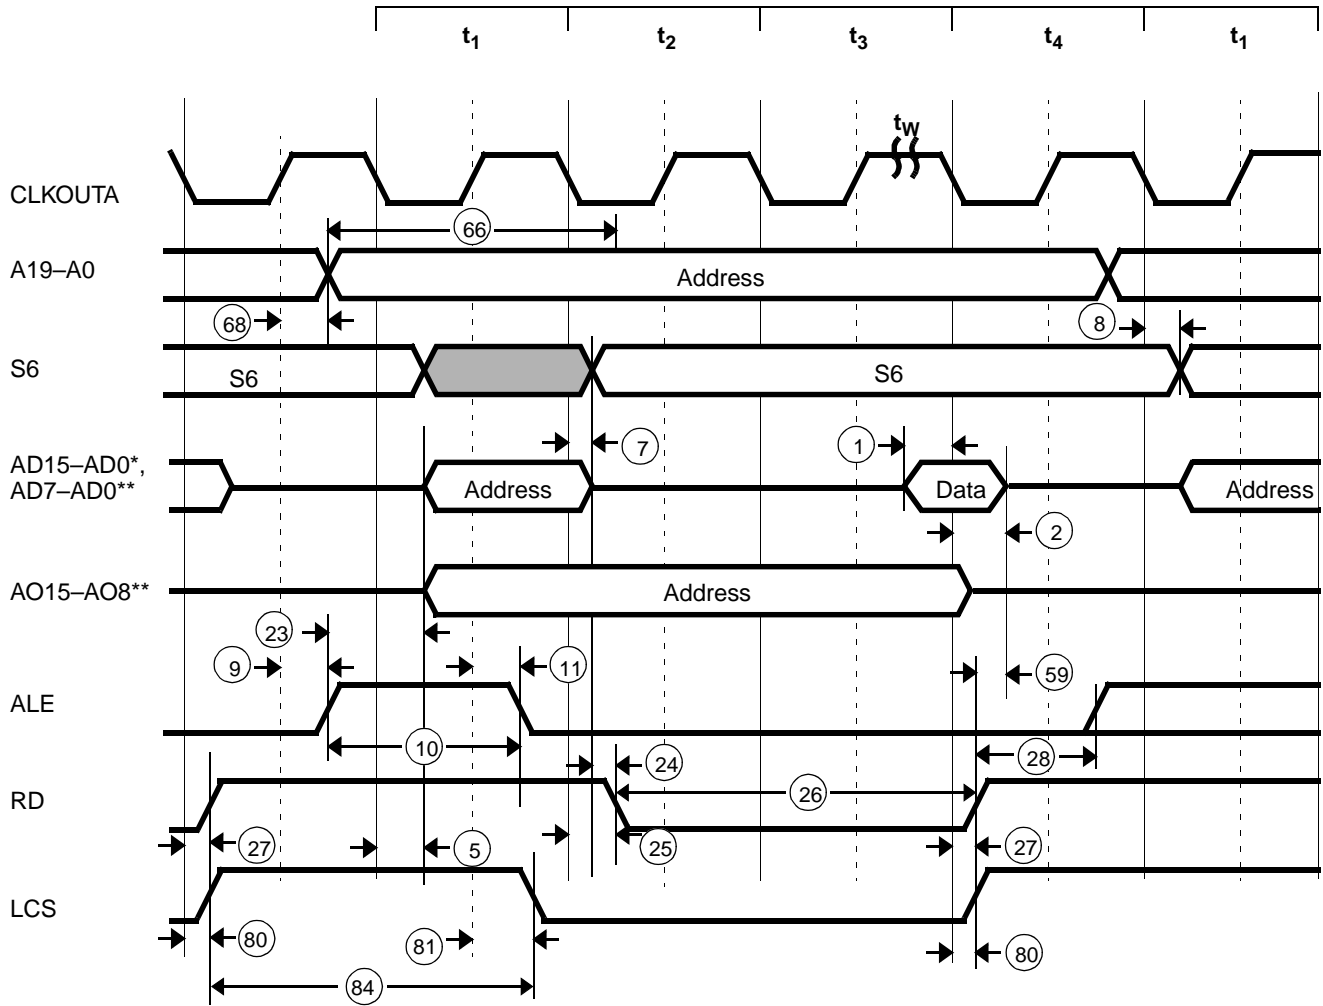 t1 t2 t3 t4 t1
tW
CLKOUTA
66
A19–A0 Address
68 8
S6 S6 S6
7 1
AD15–AD0*,
AD7–AD0** Address Data Address
2
AO15–AO8** Address
23
9 11 59
ALE
10 28
24
RD 26
27 5 25 27
LCS
80 81 80
84